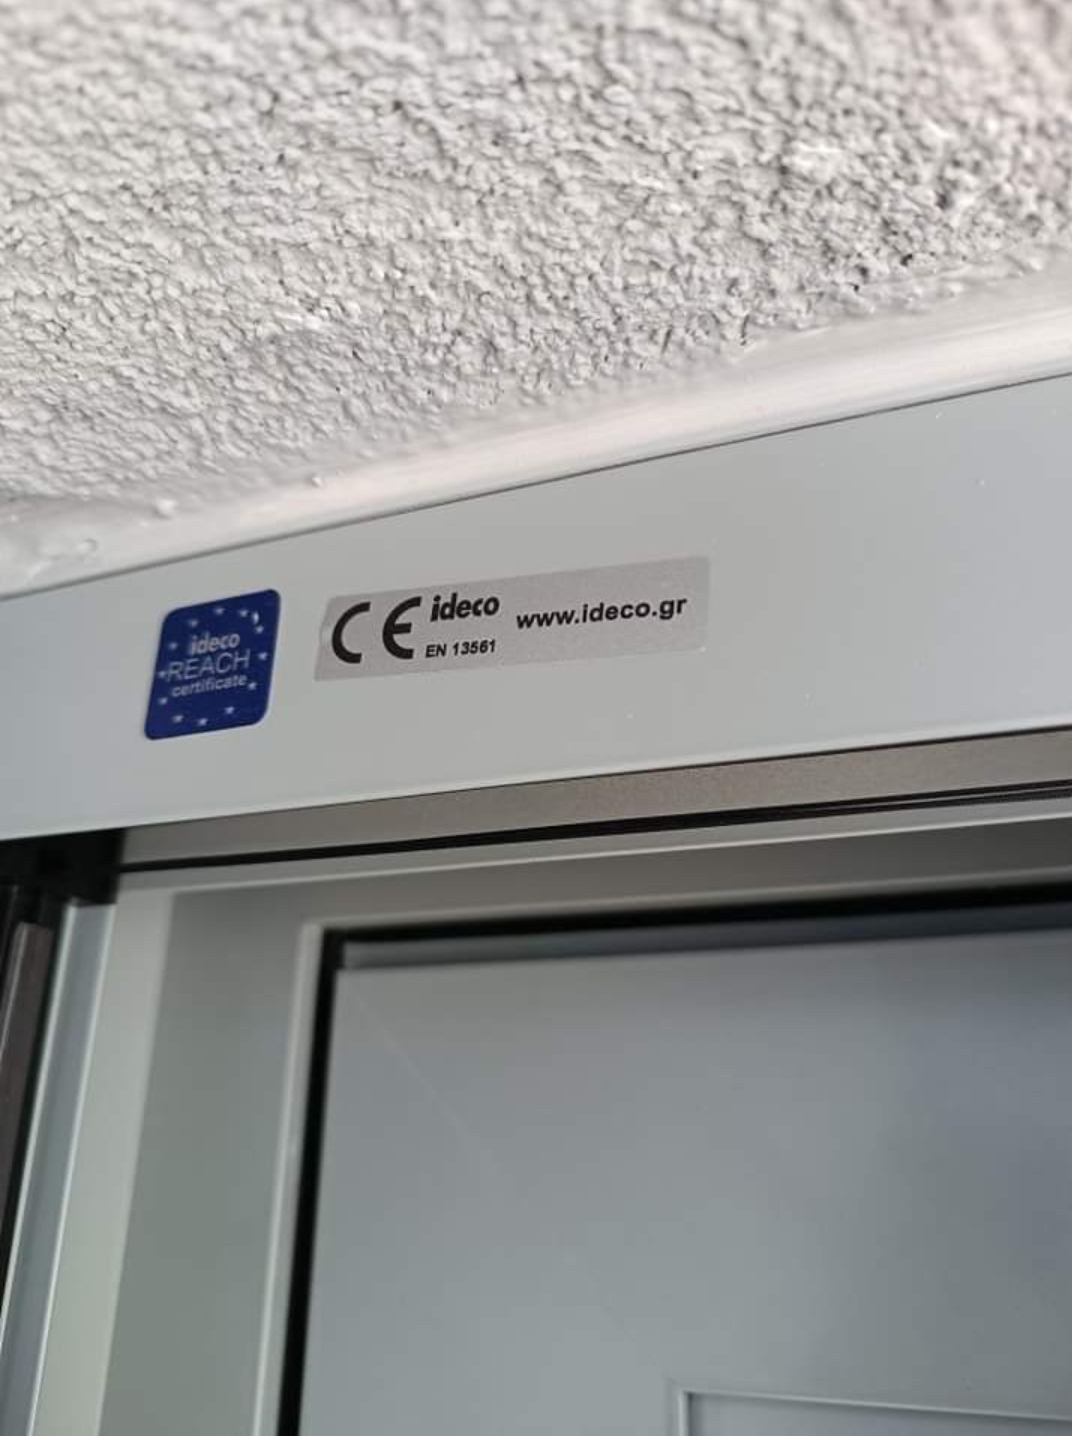 ideco
REACH
certificate
CE
ideco
EN 13561
www.ideco.gr